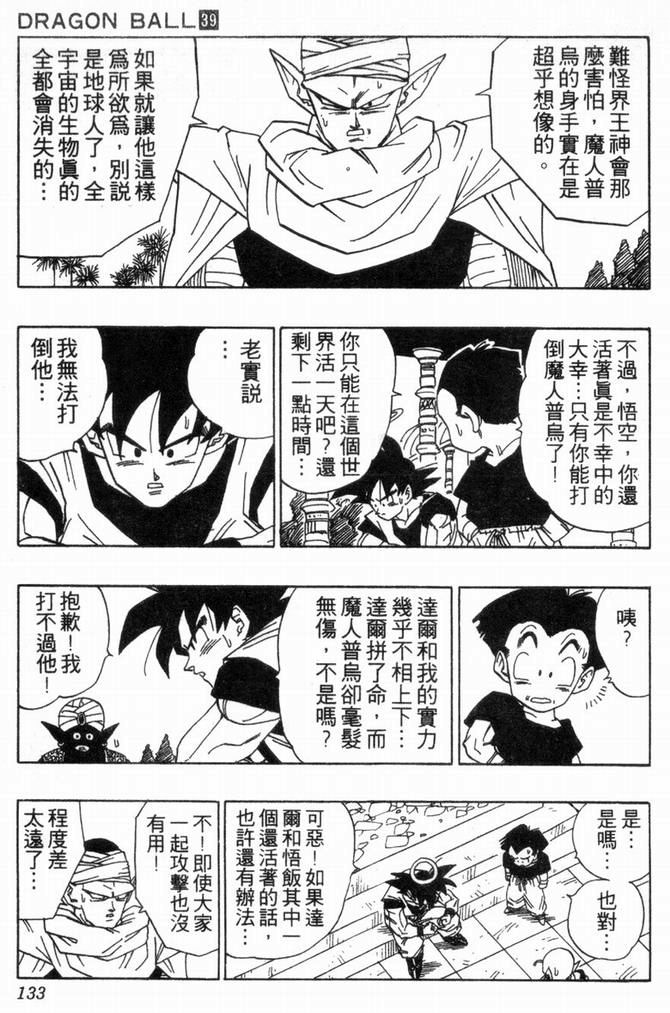 DRAGON BALL 39
難怪界王神會那
麼害怕，魔人普
烏的身手實在是
超乎想像的。
如果就讓他這樣
為所欲為，別說
是地球人了，全
宇宙的生物真的
全都會消失的…
不過，悟空，你還
活著真是不幸中的
大幸…只有你能打
倒魔人普烏了！
你只能在這個世
界活一天吧？還
剩下一點時間…
老實說
…
我無法打
倒他…
咦？
達爾和我的實力
幾乎不相上下…
達爾拼了命，而
魔人普烏卻毫髮
無傷，不是嗎？
抱歉！我
打不過他！
是…
是嗎…
也對…
可惡！如果達
爾和悟飯其中一
個還活著的話，
也許還有辦法…
不！即使大家
一起攻擊也沒
有用！
程度差
太遠了…
133